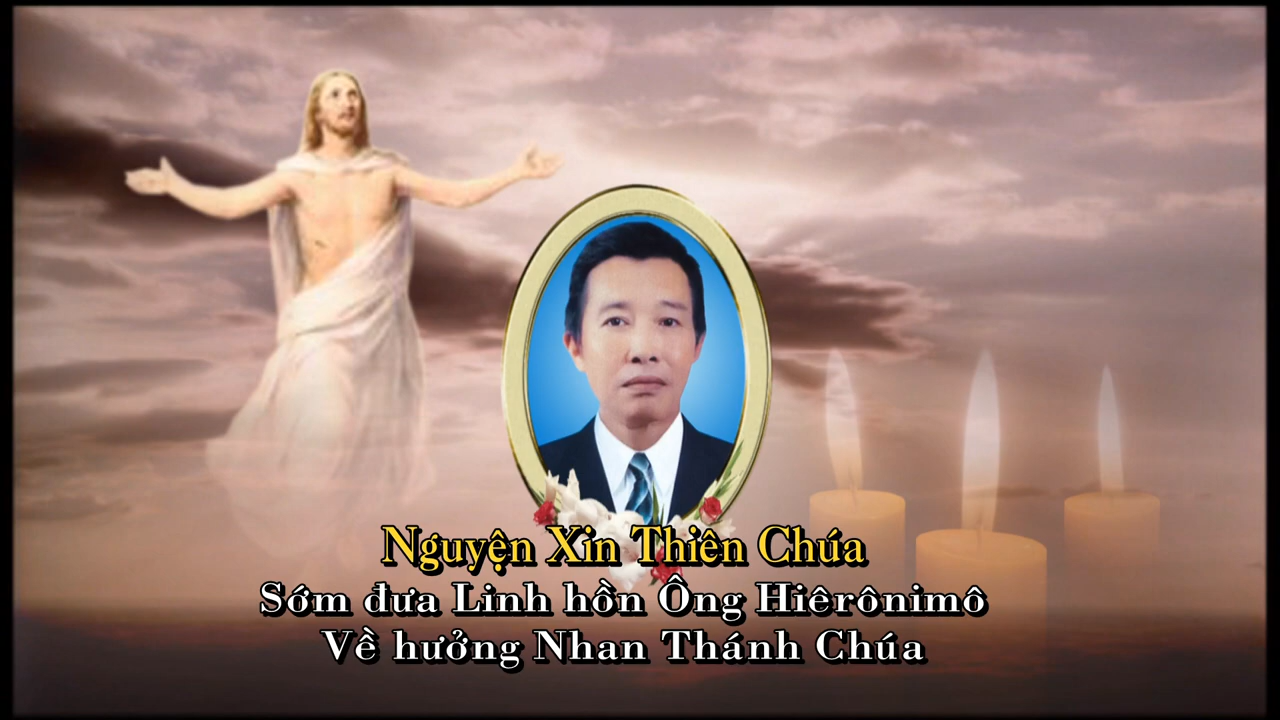 Nguyện Xin Thiên Chúa
Sớm đưa Linh hồn Ông Hiêrônimô
Về hưởng Nhan Thánh Chúa